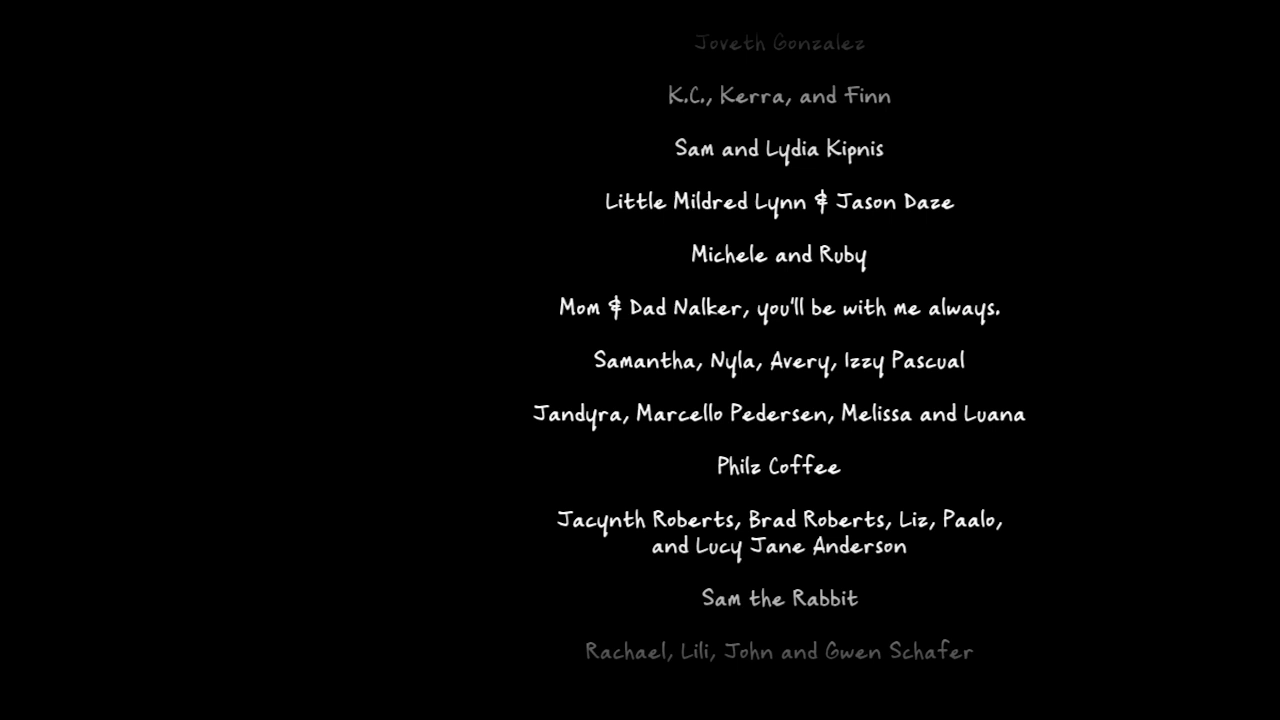 Joveth Gonzalez
K.C., Kerra, and Finn
Sam and Lydia Kipnis
Little Mildred Lynn & Jason Daze
Michele and Ruby
Mom & Dad Nalker, you'll be with me always.
Samantha, Nyla, Avery, Izzy Pascual
Jandyra, Marcello Pedersen, Melissa and Luana
Philz Coffee
Jacynth Roberts, Brad Roberts, Liz, Paalo,
and Lucy Jane Anderson
Sam the Rabbit
Rachael, Lili, John and Gwen Schafer